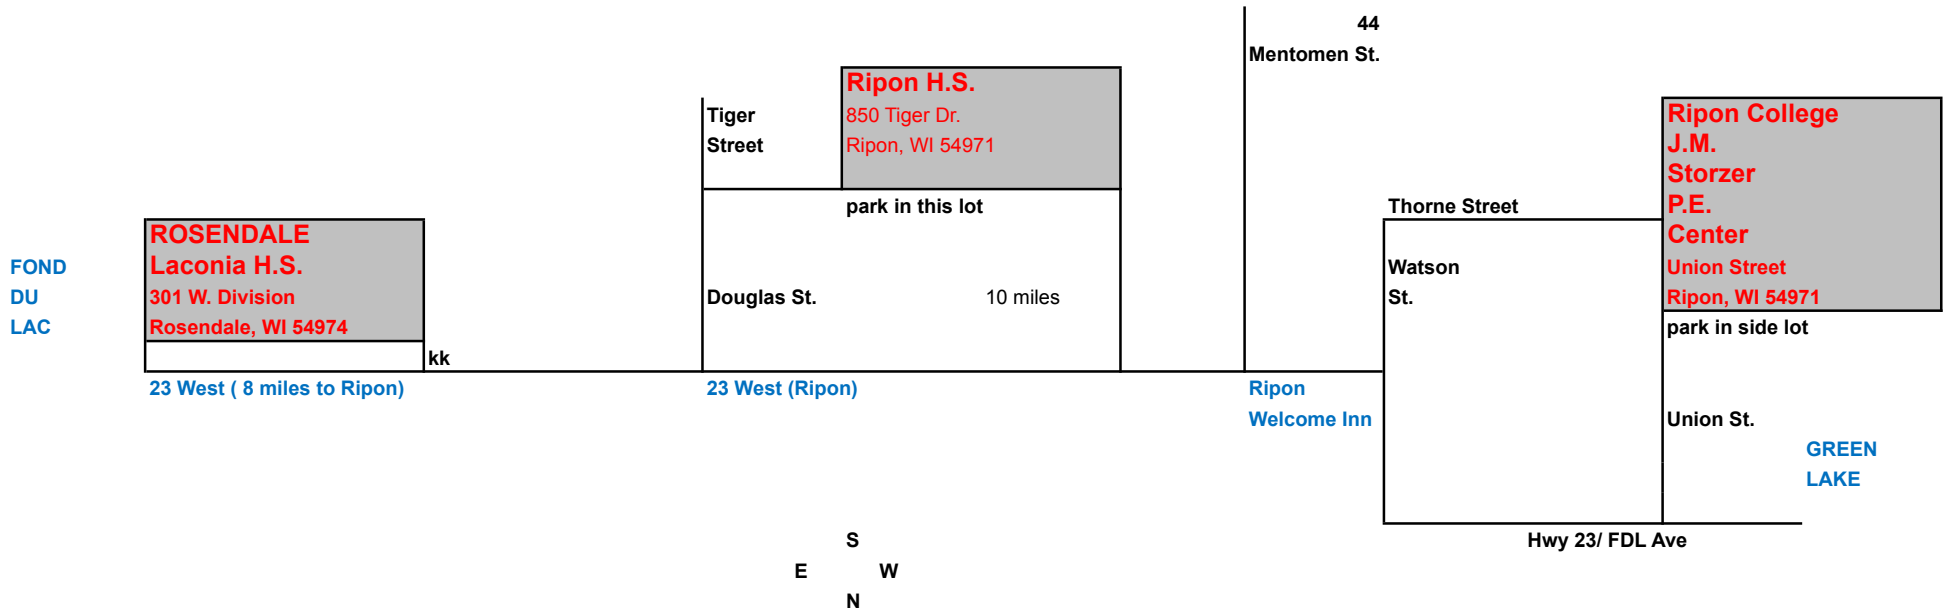 44
Mentomen St.
Ripon H.S.
Tiger
Street
850 Tiger Dr.
Ripon, WI 54971
park in this lot
Ripon College
J.M.
Storzer
P.E.
Center
Union Street
Ripon, WI 54971
park in side lot
Thorne Street
ROSENDALE
Laconia H.S.
301 W. Division
Rosendale, WI 54974
FOND
DU
LAC
Douglas St.
10 miles
Watson
St.
kk
23 West ( 8 miles to Ripon)
23 West (Ripon)
Ripon
Welcome Inn
Union St.
GREEN
LAKE
Hwy 23/ FDL Ave
S
E W
N